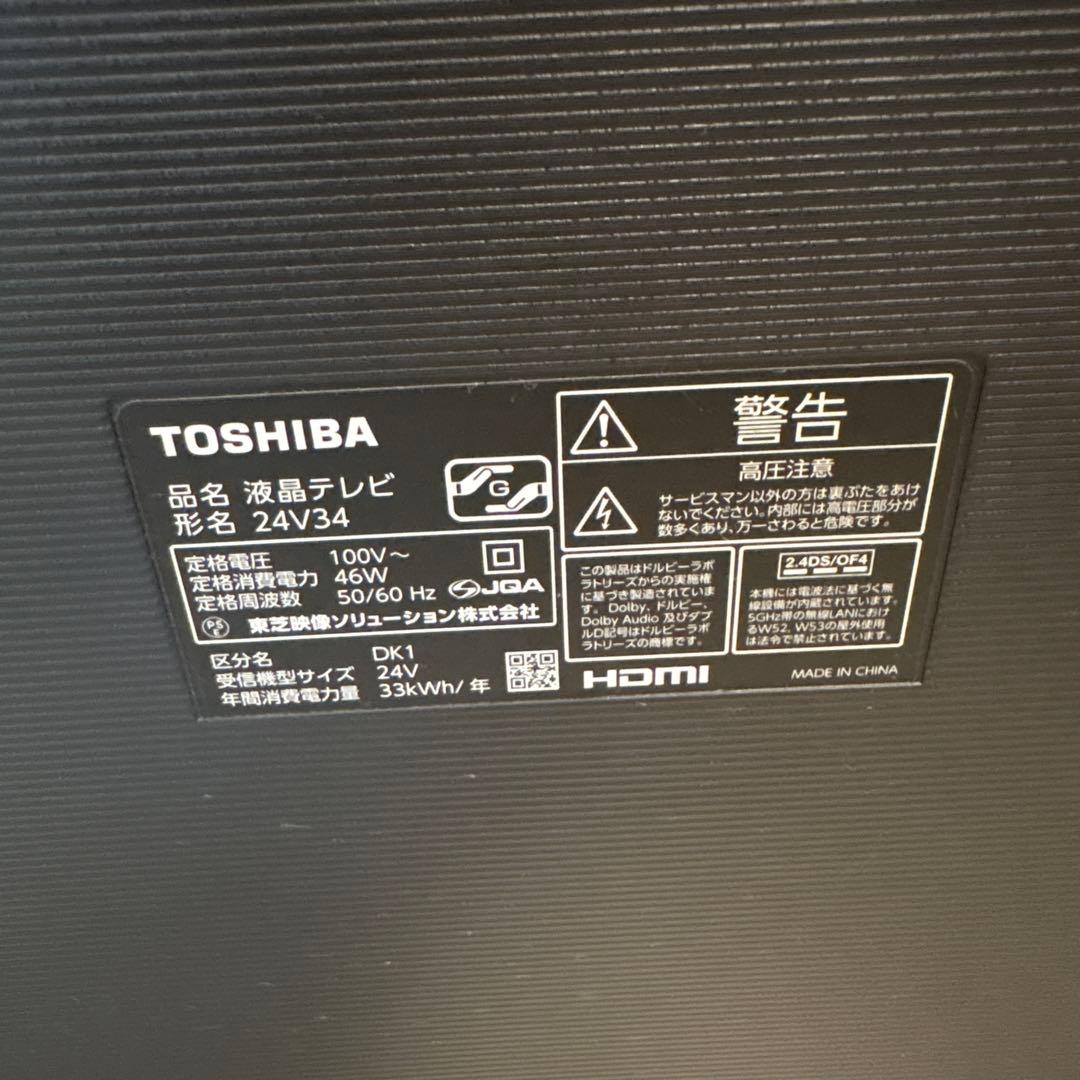 TOSHIBA
品名 液晶テレビ
形名 24V34
G
定格電圧 100V～
定格消費電力 46W
定格周波数 50/60 Hz
JQA
PS
E
東芝映像ソリューション株式会社
区分名 DK1
受信機型サイズ 24V
年間消費電力量 33kWh/年
警告
高圧注意
サービスマン以外の方は裏ぶたをあけ
ないでください。内部には高電圧部分が
数多くあり、万一さわると危険です。
この製品はドルビーラボ
ラトリーズからの実施権
に基づき製造されていま
す。Dolby、ドルビー、
Dolby Audio 及びダブ
ルD記号はドルビーラボ
ラトリーズの商標です。
2.4DS/OF4
本機には電波法に基づく無
線設備が内蔵されています。
5GHz帯の無線LANにおけ
るW52、W53の屋外使用
は法令で禁止されています。
HDMI
MADE IN CHINA